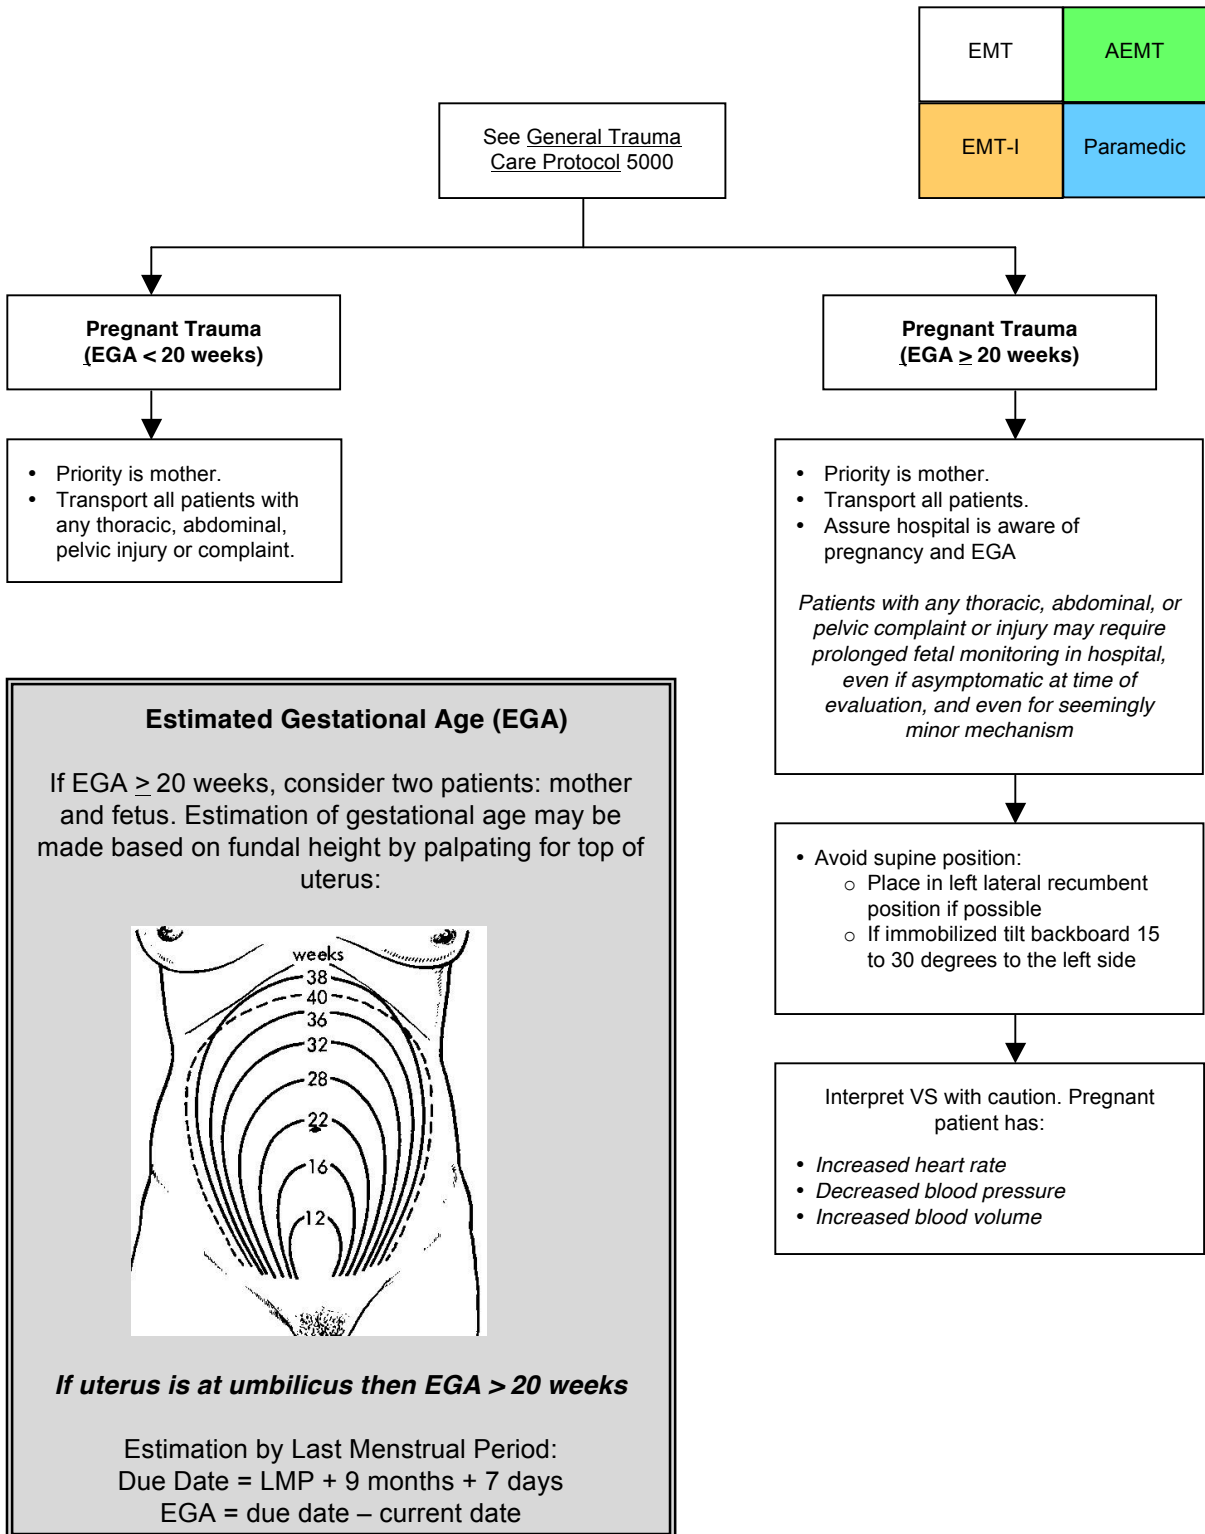 EMT
AEMT
EMT-I
Paramedic
See General Trauma
Care Protocol 5000
Pregnant Trauma
(EGA < 20 weeks)
Pregnant Trauma
(EGA ≥ 20 weeks)
• Priority is mother.
• Transport all patients with
any thoracic, abdominal,
pelvic injury or complaint.
• Priority is mother.
• Transport all patients.
• Assure hospital is aware of
pregnancy and EGA
Patients with any thoracic, abdominal, or
pelvic complaint or injury may require
prolonged fetal monitoring in hospital,
even if asymptomatic at time of
evaluation, and even for seemingly
minor mechanism
• Avoid supine position:
o Place in left lateral recumbent
position if possible
o If immobilized tilt backboard 15
to 30 degrees to the left side
Interpret VS with caution. Pregnant
patient has:
• Increased heart rate
• Decreased blood pressure
• Increased blood volume
Estimated Gestational Age (EGA)
If EGA ≥ 20 weeks, consider two patients: mother
and fetus. Estimation of gestational age may be
made based on fundal height by palpating for top of
uterus:
weeks
38
40
36
32
28
22
16
12
If uterus is at umbilicus then EGA > 20 weeks
Estimation by Last Menstrual Period:
Due Date = LMP + 9 months + 7 days
EGA = due date – current date